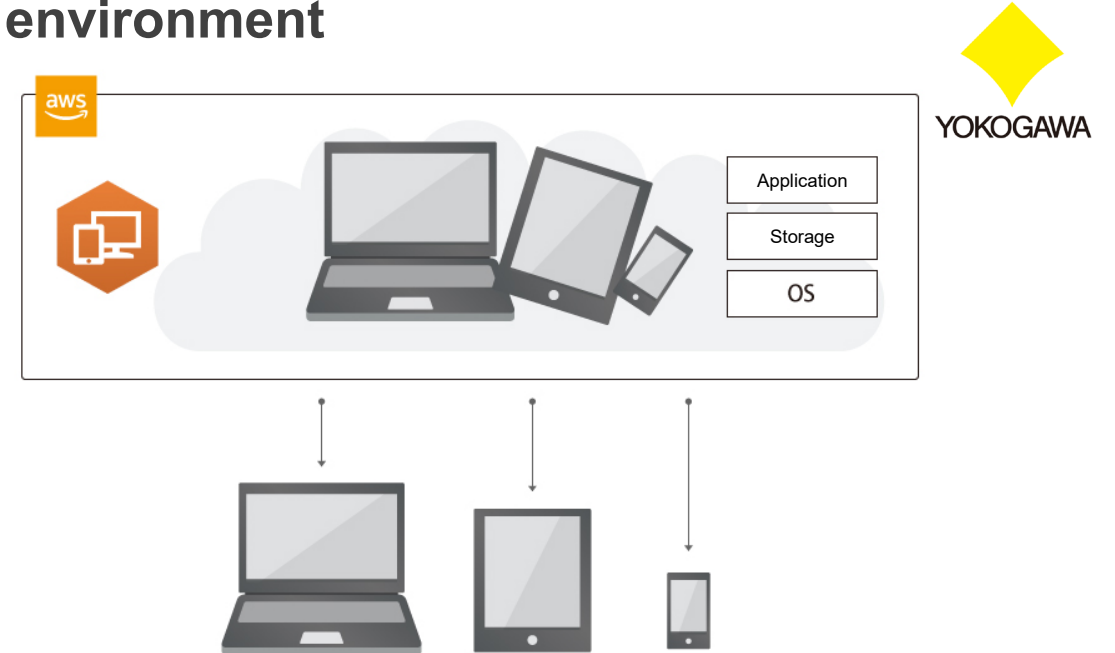 environment
aws
YOKOGAWA
Application
Storage
OS